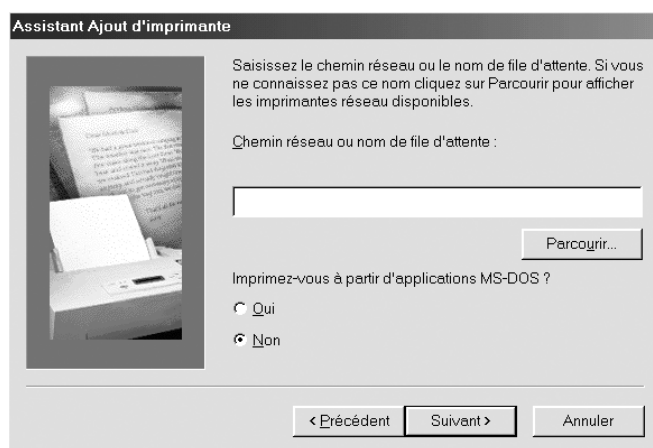 Assistant Ajout d'imprimante
Saisissez le chemin réseau ou le nom de file d'attente. Si vous
ne connaissez pas ce nom cliquez sur Parcourir pour afficher
les imprimantes réseau disponibles.
Chemin réseau ou nom de file d'attente :
Parcourir...
Imprimez-vous à partir d'applications MS-DOS ?
Oui
Non
< Précédent
Suivant >
Annuler